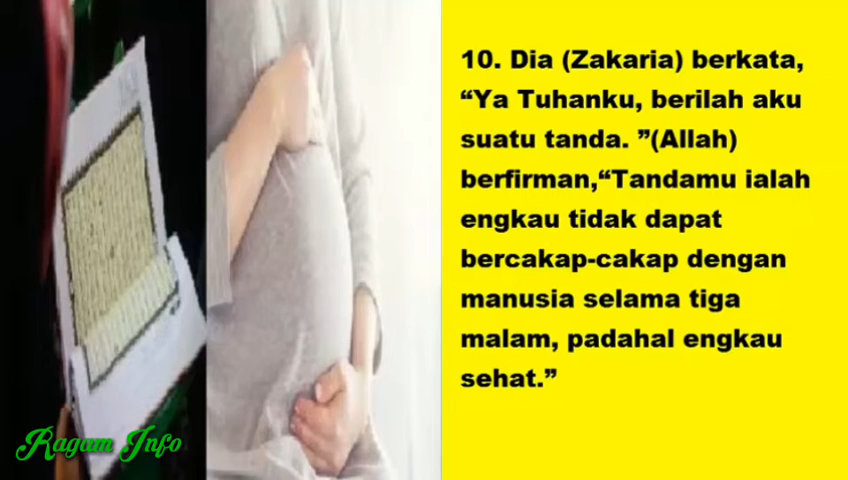 10. Dia (Zakaria) berkata,
“Ya Tuhanku, berilah aku
suatu tanda. ”(Allah)
berfirman,“Tandamu ialah
engkau tidak dapat
bercakap-cakap dengan
manusia selama tiga
malam, padahal engkau
sehat.”
Ragam Info